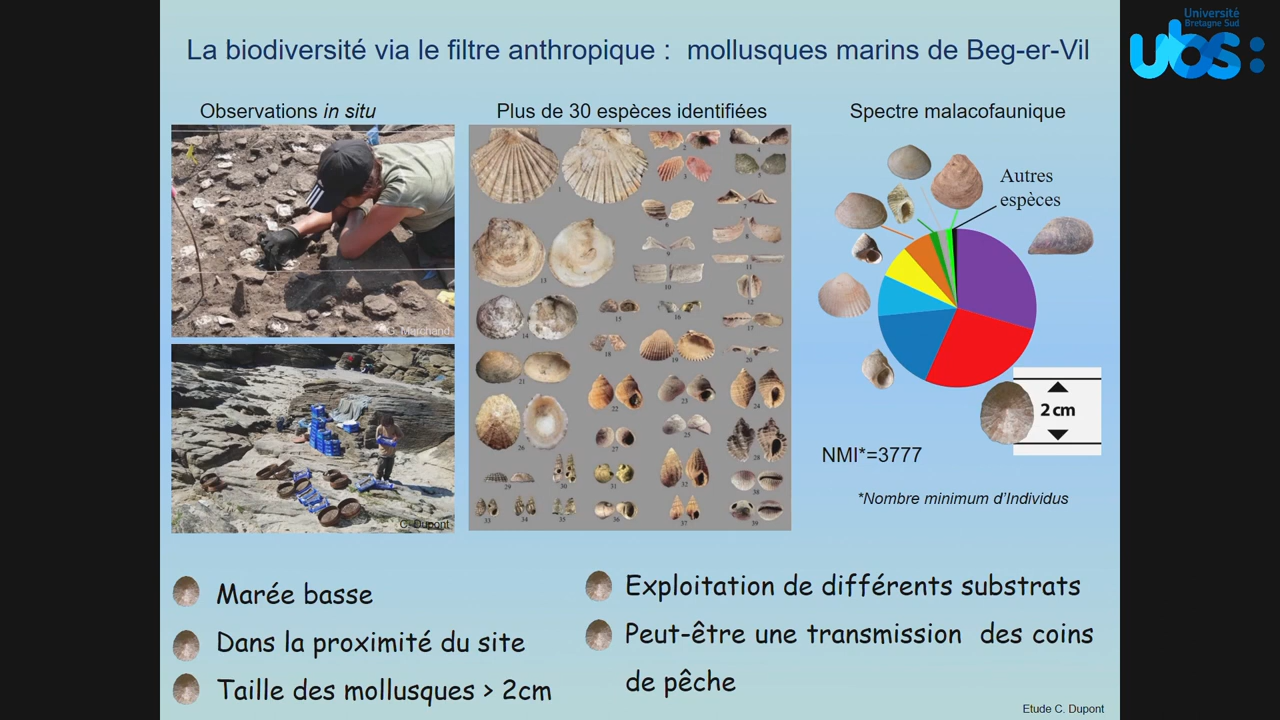 Université
Bretagne Sud
ubs:
La biodiversité via le filtre anthropique : mollusques marins de Beg-er-Vil
Observations in situ
Plus de 30 espèces identifiées
Spectre malacofaunique
Autres
espèces
G. Marchand
2 cm
NMI*=3777
*Nombre minimum d'Individus
C. Dupont
Marée basse
Dans la proximité du site
Taille des mollusques > 2cm
Exploitation de différents substrats
Peut-être une transmission des coins
de pêche
Etude C. Dupont